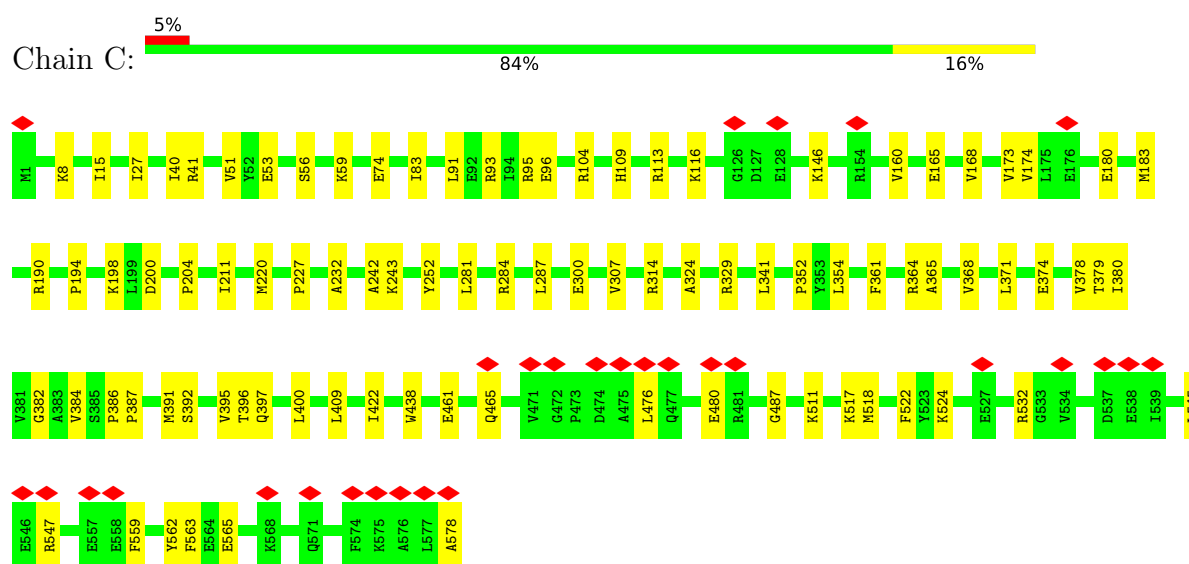 5%
Chain C:
84% 16%
M1 K8 I15 I27 I40 R41 V51 Y52 E53 S56 K59 E74 I83 L91 E92 R93 I94 R95 E96 R104 H109 R113 K116 G126 D127 E128 K146 R154 V160 E165 V168 V173 V174 L175 E176 E180 M183
R190 P194 K198 L199 D200 P204 I211 M220 P227 A232 A242 K243 Y252 L281 R284 L287 E300 V307 R314 A324 R329 L341 P352 Y353 L354 F361 R364 A365 V368 L371 E374 V378 T379 I380
V381 G382 A383 V384 S385 P386 P387 M391 S392 V395 T396 Q397 L400 L409 I422 W438 E461 Q465 V471 G472 P473 D474 A475 L476 Q477 E480 R481 G487 K511 K517 M518 F522 Y523 K524 E527 R532 G533 V534 D537 E538 I539
E546 R547 E557 E558 F559 Y562 F563 E564 E565 K568 Q571 F574 K575 A576 L577 A578